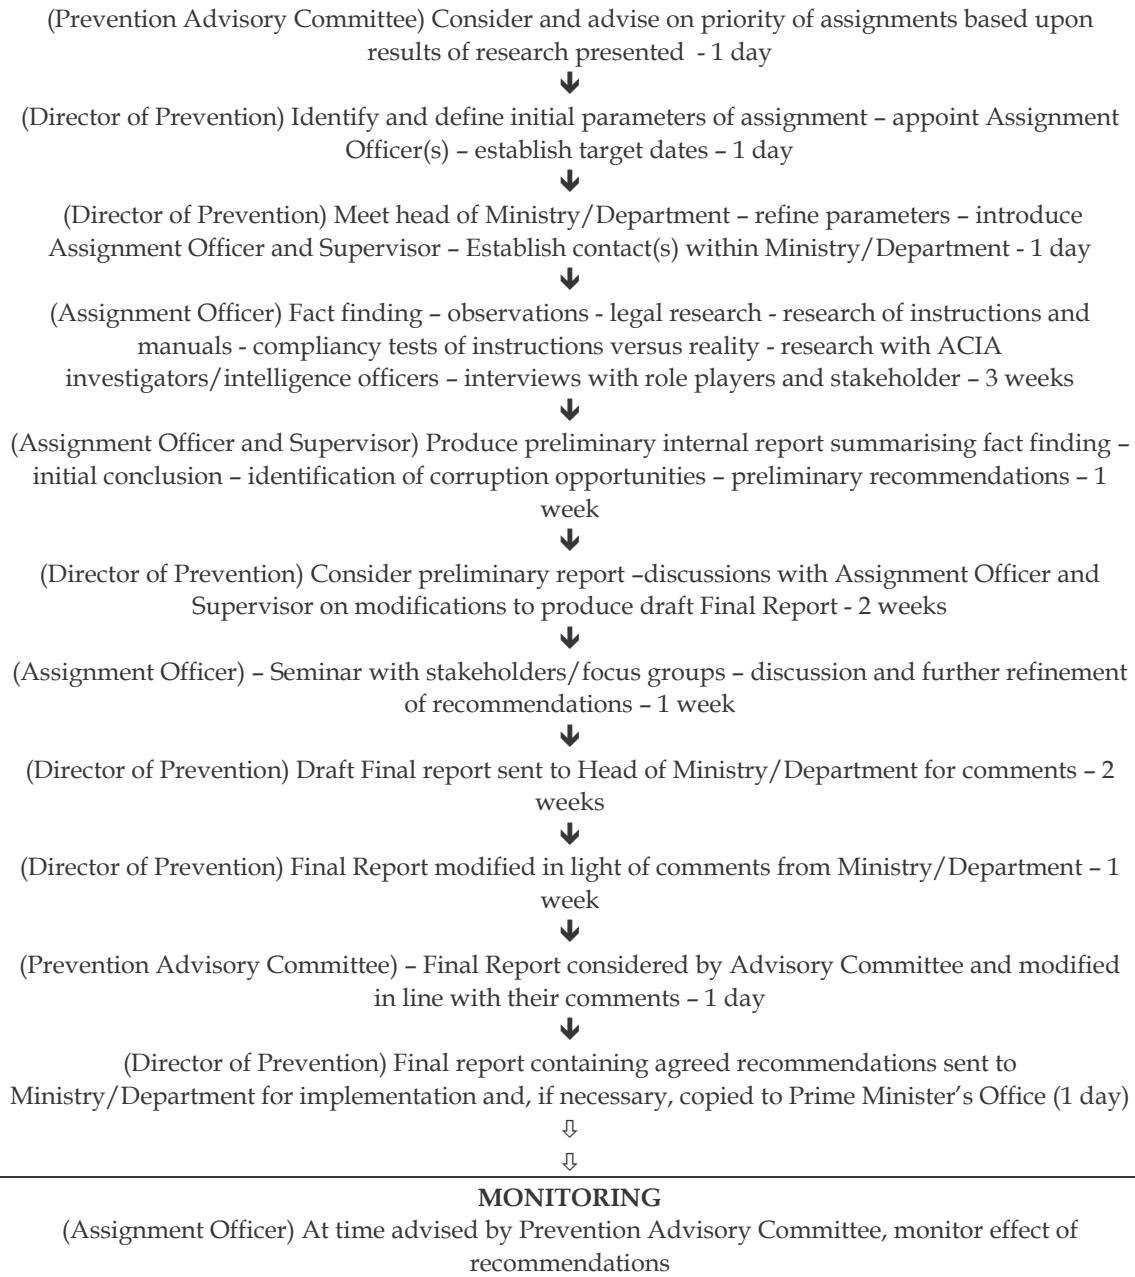 (Prevention Advisory Committee) Consider and advise on priority of assignments based upon
results of research presented  - 1 day
(Director of Prevention) Identify and define initial parameters of assignment – appoint Assignment
Officer(s) – establish target dates – 1 day
(Director of Prevention) Meet head of Ministry/Department – refine parameters – introduce
Assignment Officer and Supervisor – Establish contact(s) within Ministry/Department - 1 day
(Assignment Officer) Fact finding – observations - legal research - research of instructions and
manuals - compliancy tests of instructions versus reality - research with ACIA
investigators/intelligence officers – interviews with role players and stakeholder – 3 weeks
(Assignment Officer and Supervisor) Produce preliminary internal report summarising fact finding –
initial conclusion – identification of corruption opportunities – preliminary recommendations – 1
week
(Director of Prevention) Consider preliminary report –discussions with Assignment Officer and
Supervisor on modifications to produce draft Final Report - 2 weeks
(Assignment Officer) – Seminar with stakeholders/focus groups – discussion and further refinement
of recommendations – 1 week
(Director of Prevention) Draft Final report sent to Head of Ministry/Department for comments – 2
weeks
(Director of Prevention) Final Report modified in light of comments from Ministry/Department – 1
week
(Prevention Advisory Committee) – Final Report considered by Advisory Committee and modified
in line with their comments – 1 day
(Director of Prevention) Final report containing agreed recommendations sent to
Ministry/Department for implementation and, if necessary, copied to Prime Minister’s Office (1 day)
MONITORING
(Assignment Officer) At time advised by Prevention Advisory Committee, monitor effect of
recommendations